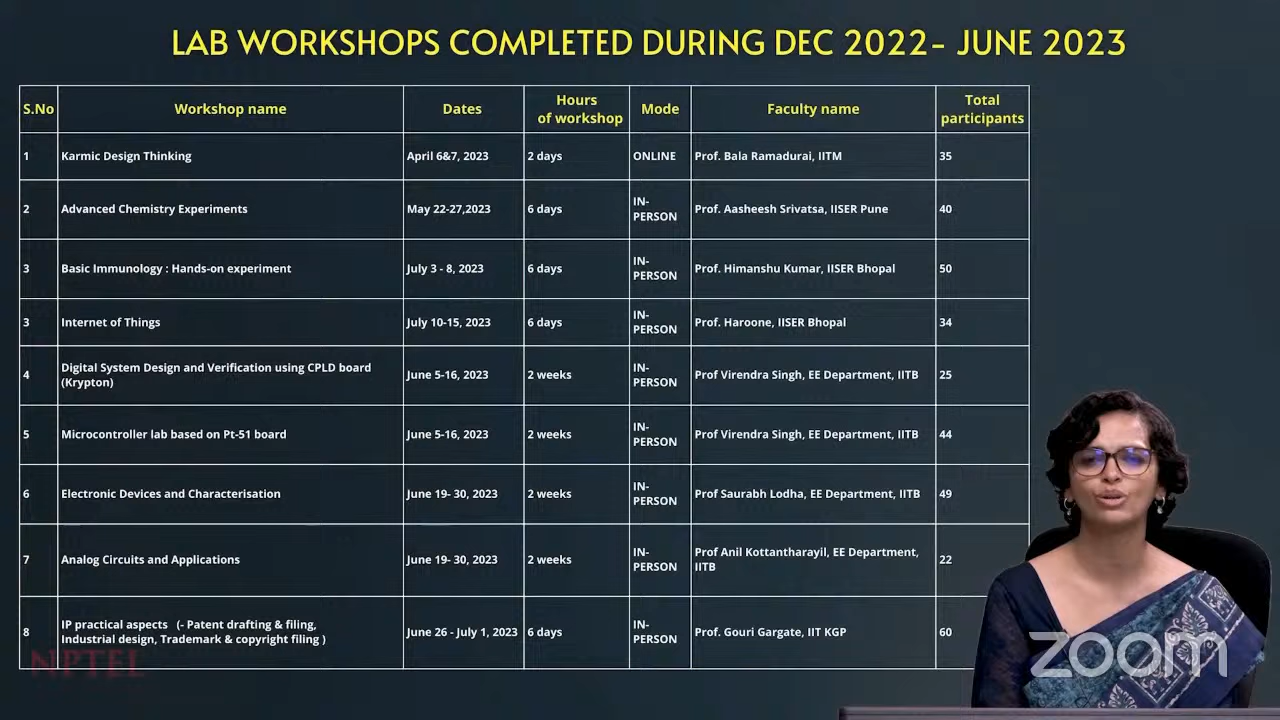 LAB WORKSHOPS COMPLETED DURING DEC 2022- JUNE 2023
S.No Workshop name Dates Hours of workshop Mode Faculty name Total participants
1 Karmic Design Thinking April 6&7, 2023 2 days ONLINE Prof. Bala Ramadurai, IITM 35
2 Advanced Chemistry Experiments May 22-27,2023 6 days IN-PERSON Prof. Aasheesh Srivatsa, IISER Pune 40
3 Basic Immunology : Hands-on experiment July 3 - 8, 2023 6 days IN-PERSON Prof. Himanshu Kumar, IISER Bhopal 50
3 Internet of Things July 10-15, 2023 6 days IN-PERSON Prof. Haroone, IISER Bhopal 34
4 Digital System Design and Verification using CPLD board (Krypton) June 5-16, 2023 2 weeks IN-PERSON Prof Virendra Singh, EE Department, IITB 25
5 Microcontroller lab based on Pt-51 board June 5-16, 2023 2 weeks IN-PERSON Prof Virendra Singh, EE Department, IITB 44
6 Electronic Devices and Characterisation June 19- 30, 2023 2 weeks IN-PERSON Prof Saurabh Lodha, EE Department, IITB 49
7 Analog Circuits and Applications June 19- 30, 2023 2 weeks IN-PERSON Prof Anil Kottantharayil, EE Department, IITB 22
8 IP practical aspects (- Patent drafting & filing, Industrial design, Trademark & copyright filing ) June 26 - July 1, 2023 6 days IN-PERSON Prof. Gouri Gargate, IIT KGP 60
NPTEL
zoom